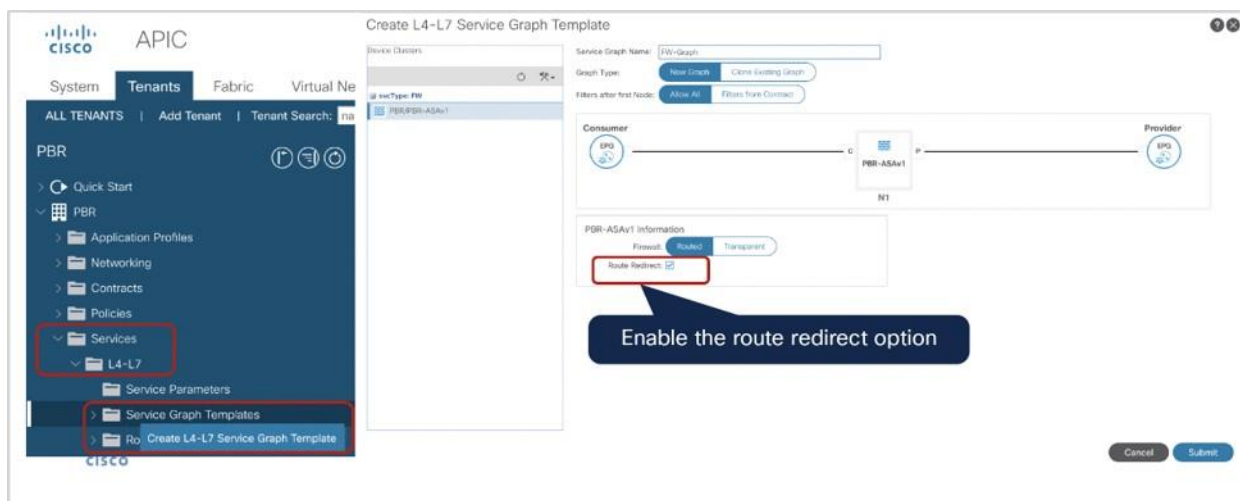 CISCO
APIC
System Tenants Fabric Virtual Ne
ALL TENANTS | Add Tenant | Tenant Search: na
PBR
Quick Start
PBR
Application Profiles
Networking
Contracts
Policies
Services
L4-L7
Service Parameters
Service Graph Templates
Ro
Create L4-L7 Service Graph Template
CISCO
Create L4-L7 Service Graph Template
Device Clusters
svcType: FW
PBR/PBR-ASAv1
Service Graph Name: FW-Graph
Graph Type: New Graph Clone Existing Graph
Filters after first Node: Allow All Filters from Contract
Consumer Provider
EPG EPG
C P
PBR-ASAv1
N1
PBR-ASAv1 Information
Firewall: Routed Transparent
Route Redirect:
Enable the route redirect option
Cancel Submit